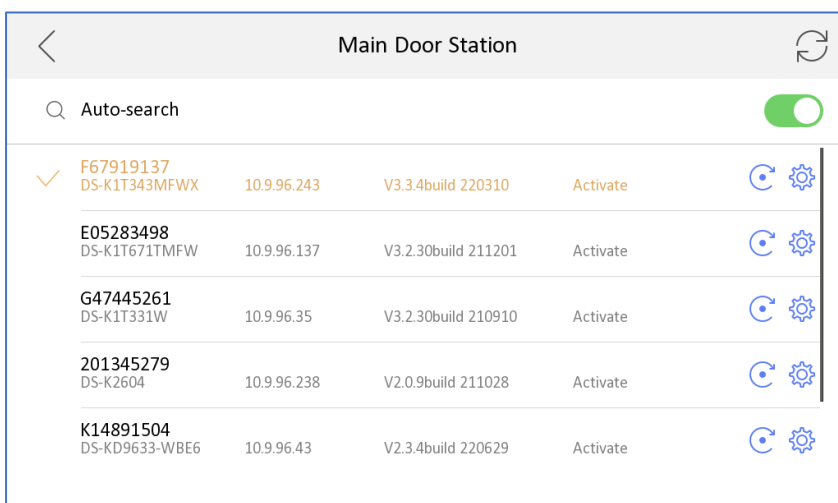 Main Door Station
Auto-search
F67919137
DS-K1T343MFWX 10.9.96.243 V3.3.4build 220310 Activate
E05283498
DS-K1T671TMFW 10.9.96.137 V3.2.30build 211201 Activate
G47445261
DS-K1T331W 10.9.96.35 V3.2.30build 210910 Activate
201345279
DS-K2604 10.9.96.238 V2.0.9build 211028 Activate
K14891504
DS-KD9633-WBE6 10.9.96.43 V2.3.4build 220629 Activate